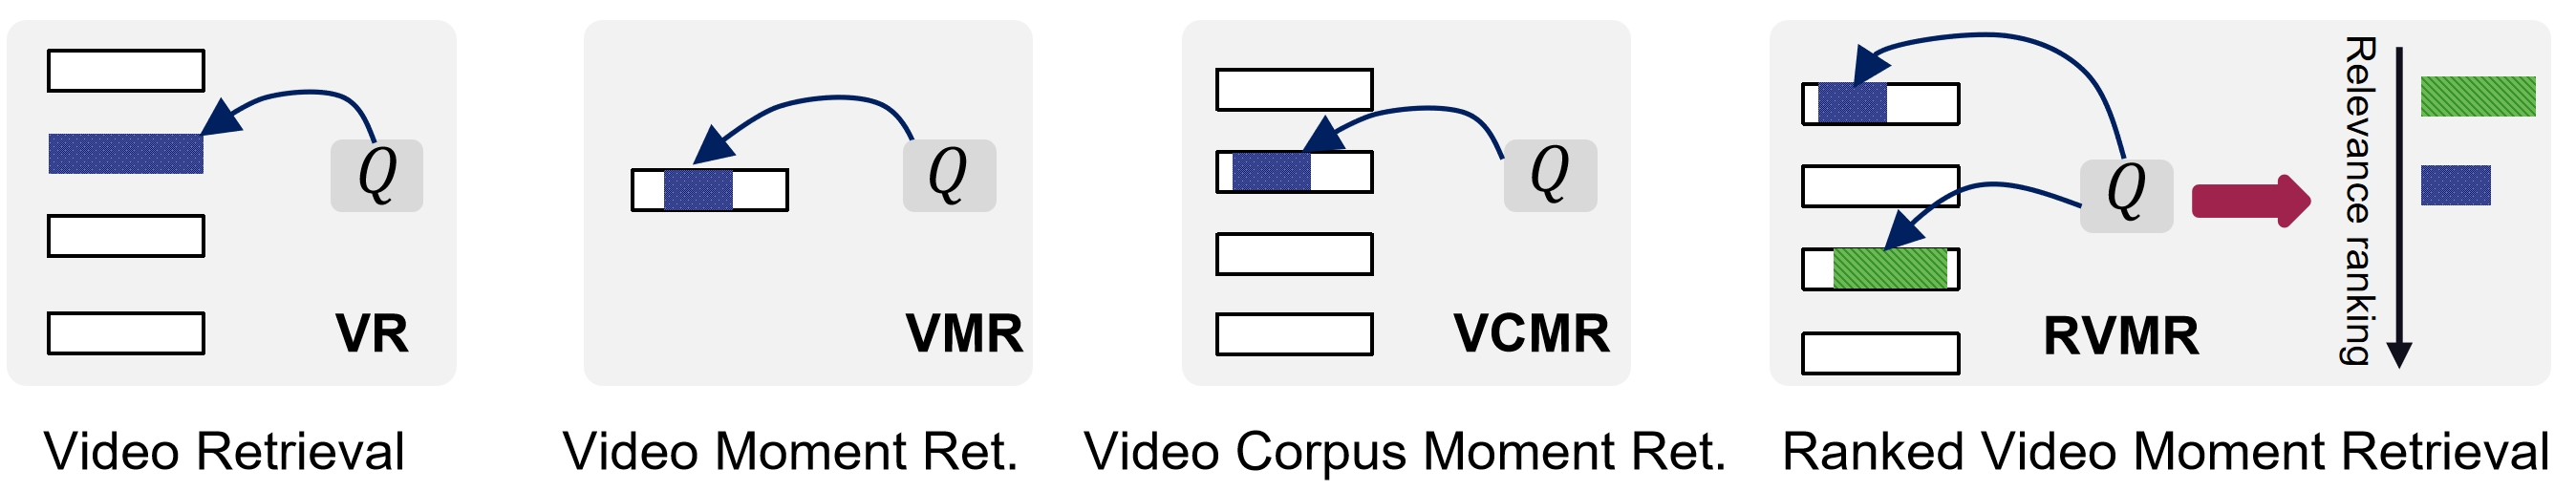 Q
VR
Video Retrieval
Q
VMR
Video Moment Ret.
Q
VCMR
Video Corpus Moment Ret.
Q
RVMR
Relevance ranking
Ranked Video Moment Retrieval